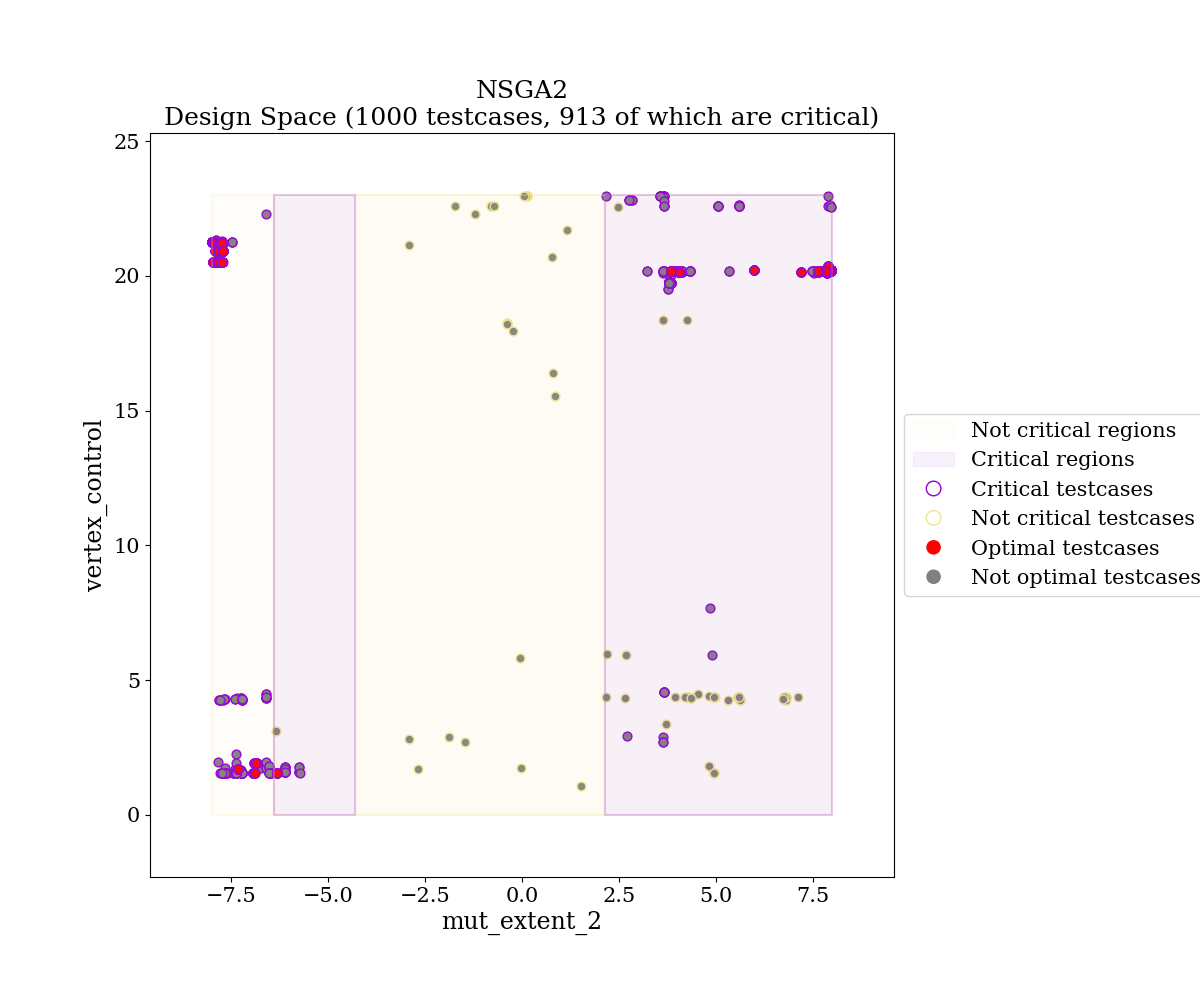 NSGA2
Design Space (1000 testcases, 913 of which are critical)
25
20
15
10
5
0
vertex_control
−7.5 −5.0 −2.5 0.0 2.5 5.0 7.5
mut_extent_2
Not critical regions
Critical regions
Critical testcases
Not critical testcases
Optimal testcases
Not optimal testcases